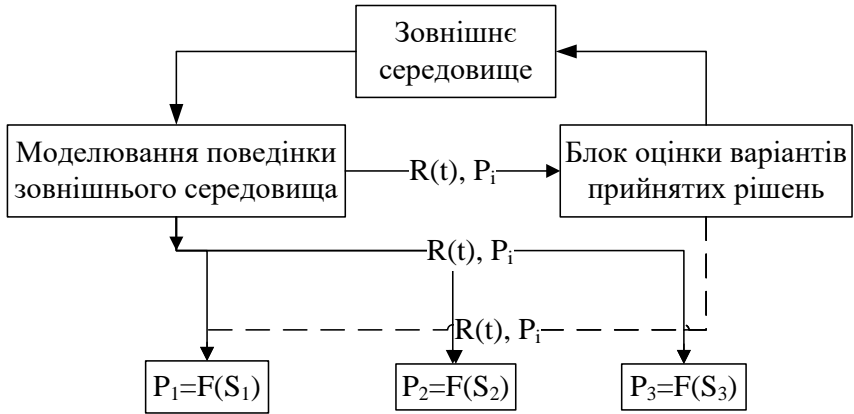 Зовнішнє
середовище
Моделювання поведінки
зовнішнього середовища
R(t), Pᵢ
Блок оцінки варіантів
прийнятих рішень
R(t), Pᵢ
R(t), Pᵢ
P₁=F(S₁)
P₂=F(S₂)
P₃=F(S₃)